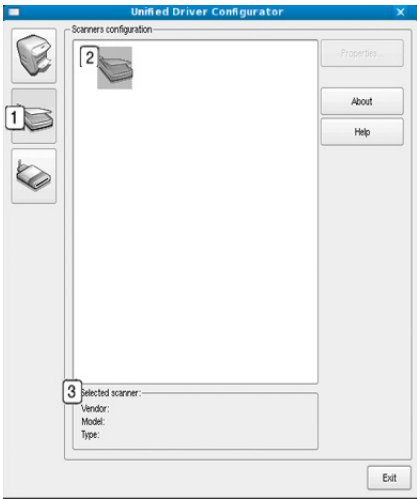 Unified Driver Configurator
Scanners configuration
2
Properties...
About
1
Help
3
Selected scanner:
Vendor:
Model:
Type:
Exit